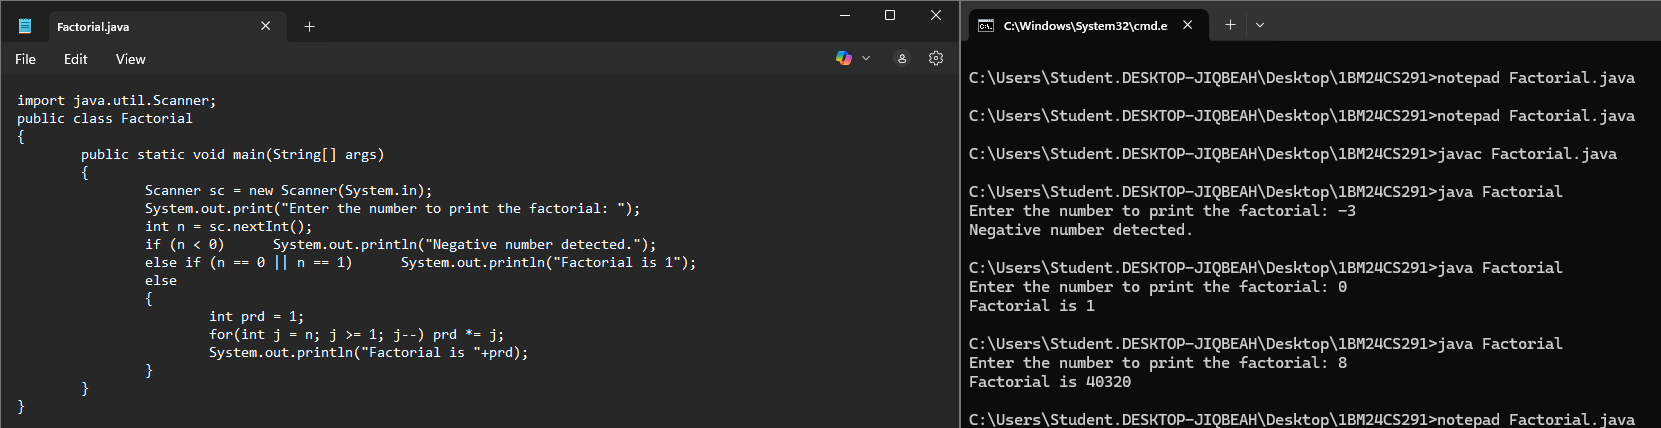 Factorial.java
File Edit View
import java.util.Scanner;
public class Factorial
{
public static void main(String[] args)
{
Scanner sc = new Scanner(System.in);
System.out.print("Enter the number to print the factorial: ");
int n = sc.nextInt();
if (n < 0) System.out.println("Negative number detected.");
else if (n == 0 || n == 1) System.out.println("Factorial is 1");
else
{
int prd = 1;
for(int j = n; j >= 1; j--) prd *= j;
System.out.println("Factorial is "+prd);
}
}
}
C:\Windows\System32\cmd.e
C:\Users\Student.DESKTOP-JIQBEAH\Desktop\1BM24CS291>notepad Factorial.java
C:\Users\Student.DESKTOP-JIQBEAH\Desktop\1BM24CS291>notepad Factorial.java
C:\Users\Student.DESKTOP-JIQBEAH\Desktop\1BM24CS291>javac Factorial.java
C:\Users\Student.DESKTOP-JIQBEAH\Desktop\1BM24CS291>java Factorial
Enter the number to print the factorial: -3
Negative number detected.
C:\Users\Student.DESKTOP-JIQBEAH\Desktop\1BM24CS291>java Factorial
Enter the number to print the factorial: 0
Factorial is 1
C:\Users\Student.DESKTOP-JIQBEAH\Desktop\1BM24CS291>java Factorial
Enter the number to print the factorial: 8
Factorial is 40320
C:\Users\Student.DESKTOP-JIQBEAH\Desktop\1BM24CS291>notepad Factorial.java